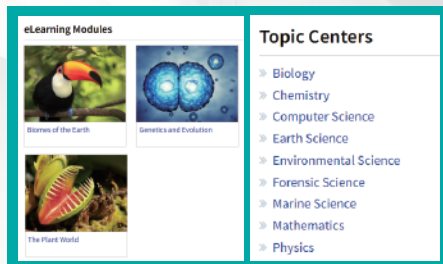 eLearning Modules
Biomes of the Earth
Genetics and Evolution
The Plant World
Topic Centers
» Biology
» Chemistry
» Computer Science
» Earth Science
» Environmental Science
» Forensic Science
» Marine Science
» Mathematics
» Physics